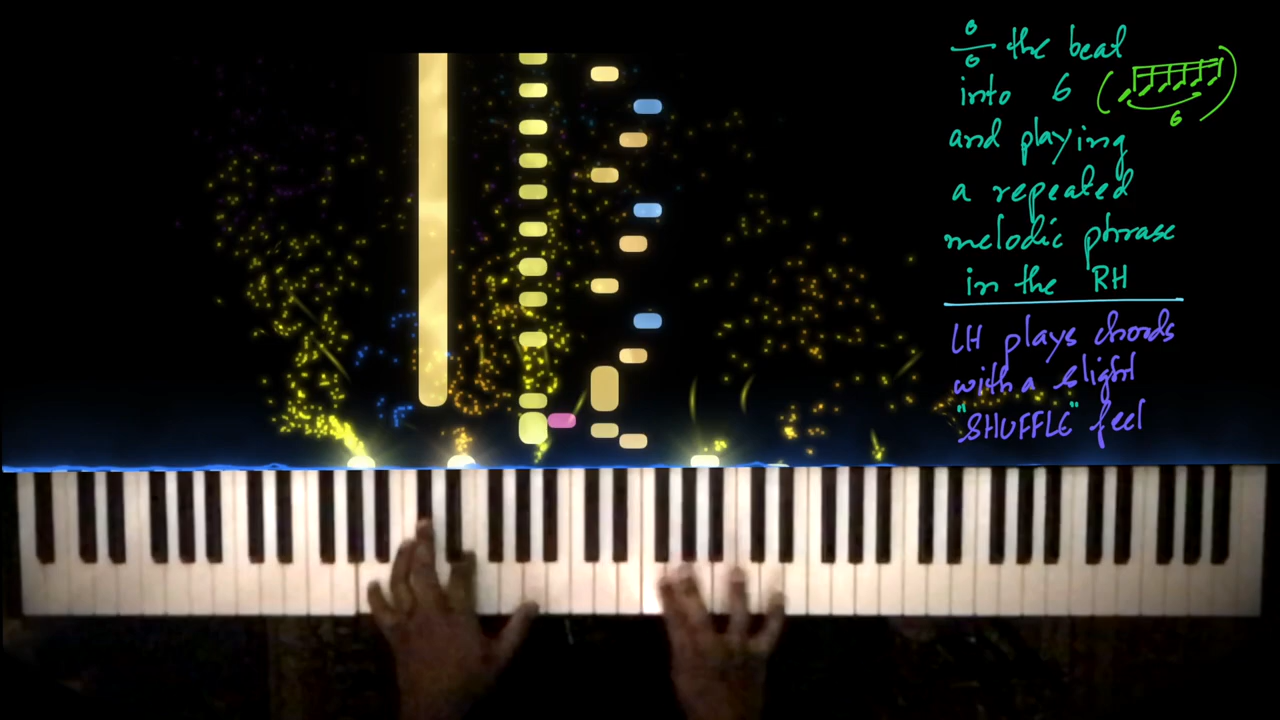 the beat
into 6
6
and playing
a repeated
melodic phrase
in the RH
LH plays chords
with a slight
"SHUFFLE" feel